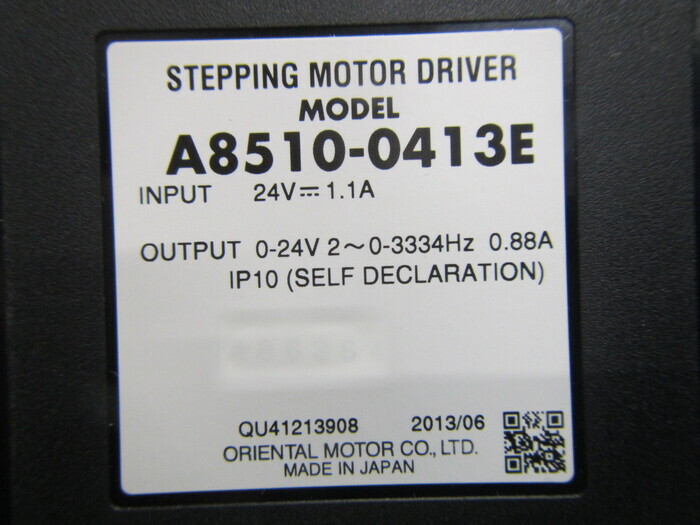 STEPPING MOTOR DRIVER
MODEL
A8510-0413E
INPUT 24V⎓1.1A
OUTPUT 0-24V 2～0-3334Hz 0.88A
IP10 (SELF DECLARATION)
QU41213908 2013/06
ORIENTAL MOTOR CO., LTD.
MADE IN JAPAN